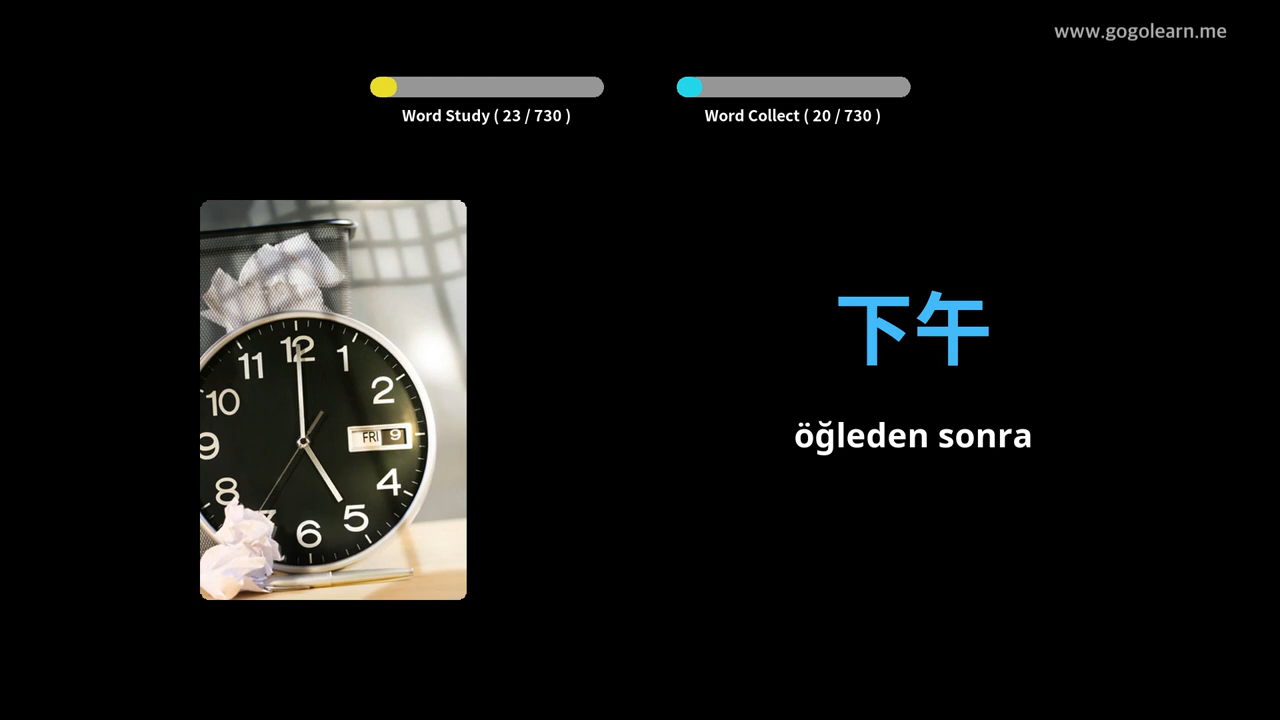 www.gogolearn.me
Word Study ( 23 / 730 )
Word Collect ( 20 / 730 )
12
11
1
10
2
9
FRI 9
8
4
7
5
6
下午
öğleden sonra